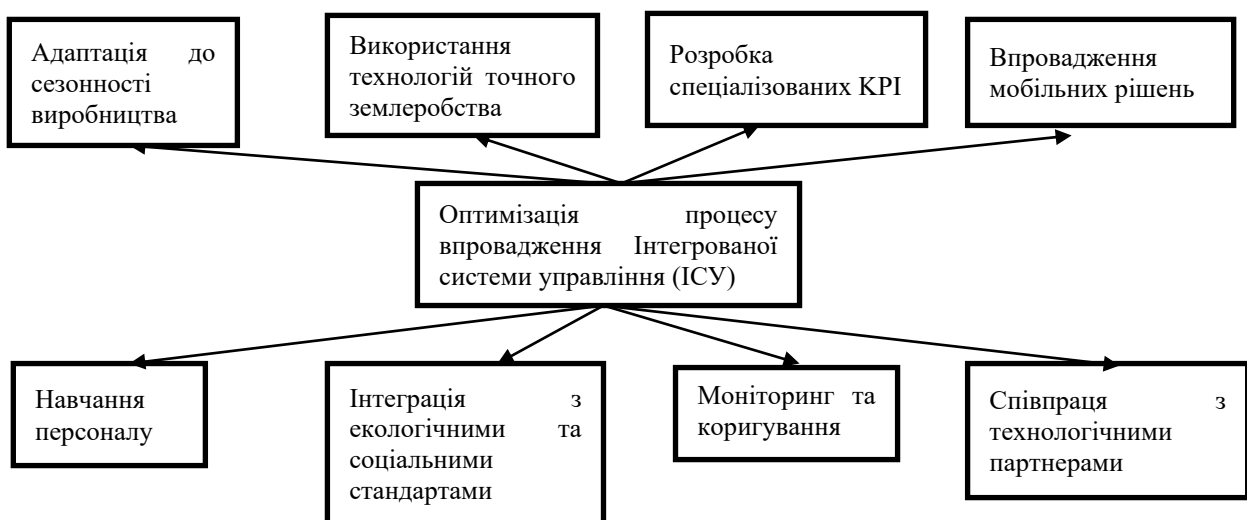 Адаптація до
сезонності
виробництва
Використання
технологій точного
землеробства
Розробка
спеціалізованих KPI
Впровадження
мобільних рішень
Оптимізація процесу
впровадження Інтегрованої
системи управління (ІСУ)
Навчання
персоналу
Інтеграція з
екологічними та
соціальними
стандартами
Моніторинг та
коригування
Співпраця з
технологічними
партнерами